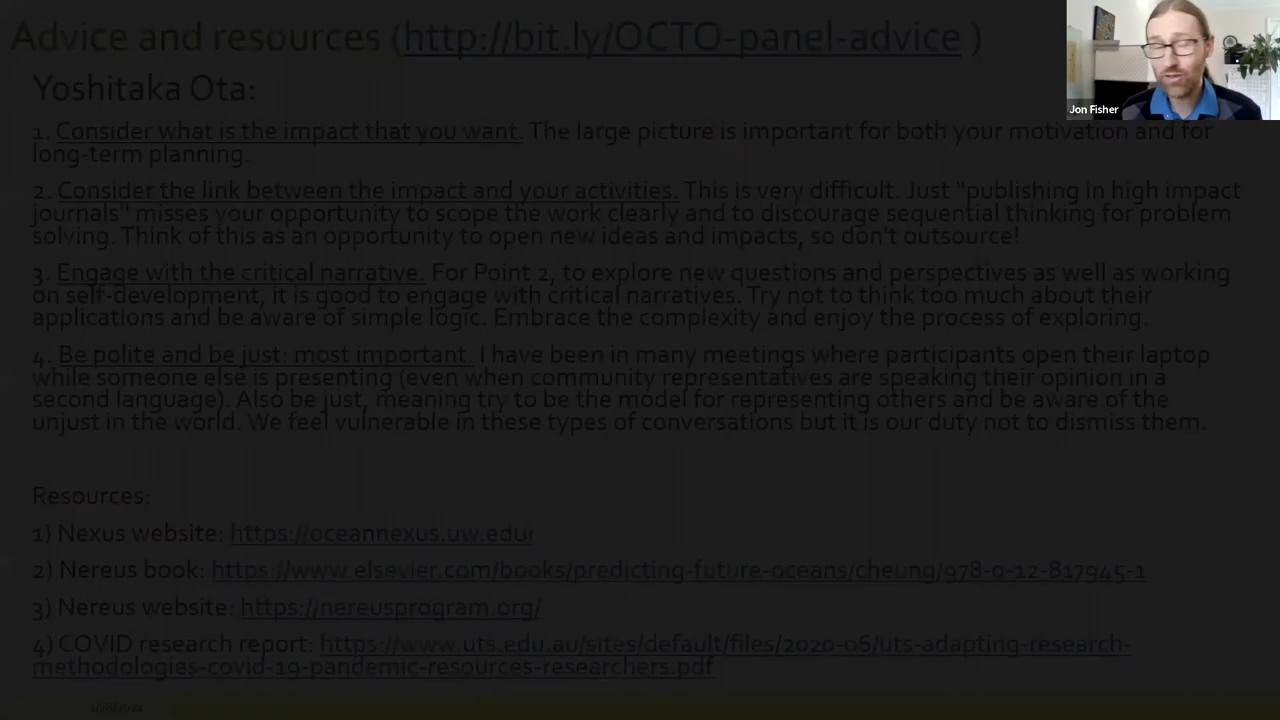 Advice and resources (http://bit.ly/OCTO-panel-advice )
Jon Fisher
Yoshitaka Ota:
1. Consider what is the impact that you want. The large picture is important for both your motivation and for
long-term planning.
2. Consider the link between the impact and your activities. This is very difficult. Just “publishing in high impact
journals” misses your opportunity to scope the work clearly and to discourage sequential thinking for problem
solving. Think of this as an opportunity to open new ideas and impacts, so don't outsource!
3. Engage with the critical narrative. For Point 2, to explore new questions and perspectives as well as working
on self-development, it is good to engage with critical narratives. Try not to think too much about their
applications and be aware of simple logic. Embrace the complexity and enjoy the process of exploring.
4. Be polite and be just: most important. I have been in many meetings where participants open their laptop
while someone else is presenting (even when community representatives are speaking their opinion in a
second language). Also be just, meaning try to be the model for representing others and be aware of the
unjust in the world. We feel vulnerable in these types of conversations but it is our duty not to dismiss them.
Resources:
1) Nexus website: https://oceannexus.uw.edu/
2) Nereus book: https://www.elsevier.com/books/predicting-future-oceans/cheung/978-0-12-817945-1
3) Nereus website: https://nereusprogram.org/
4) COVID research report: https://www.uts.edu.au/sites/default/files/2020-06/uts-adapting-research-
methodologies-covid-19-pandemic-resources-researchers.pdf